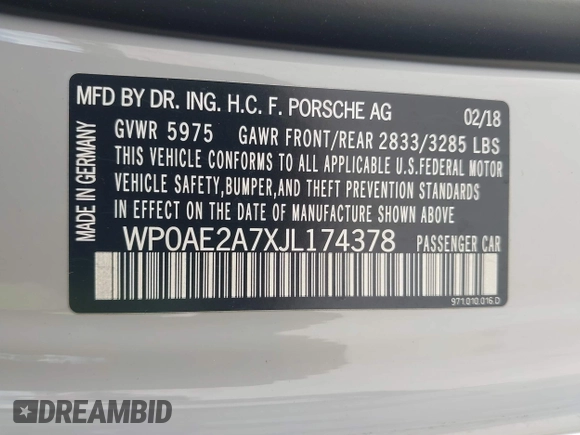 MFD BY DR. ING. H.C. F. PORSCHE AG 02/18
GVWR 5975 GAWR FRONT/REAR 2833/3285 LBS
THIS VEHICLE CONFORMS TO ALL APPLICABLE U.S.FEDERAL MOTOR
VEHICLE SAFETY,BUMPER,AND THEFT PREVENTION STANDARDS
IN EFFECT ON THE DATE OF MANUFACTURE SHOWN ABOVE
WP0AE2A7XJL174378 PASSENGER CAR
MADE IN GERMANY
971.010.016.D
DREAMBID